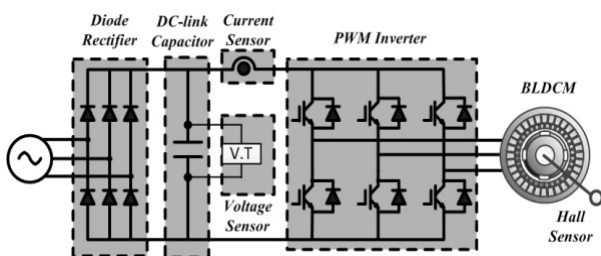 Diode
Rectifier
DC-link
Capacitor
Current
Sensor
PWM Inverter
BLDCM
V.T
Voltage
Sensor
Hall
Sensor